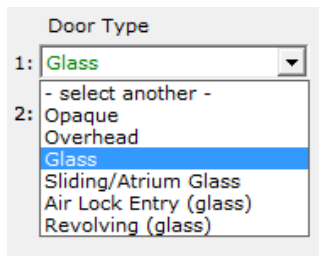 Door Type
1: Glass
- select another -
2: Opaque
Overhead
Glass
Sliding/Atrium Glass
Air Lock Entry (glass)
Revolving (glass)